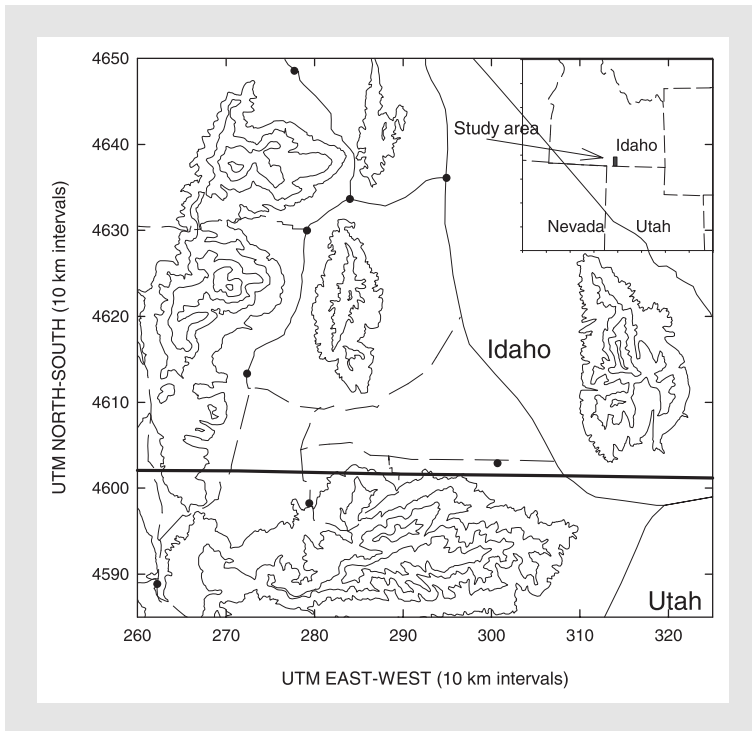 4650
4640
4630
4620
4610
4600
4590
UTM NORTH-SOUTH (10 km intervals)
Study area
Idaho
Nevada
Utah
Idaho
Utah
260
270
280
290
300
310
320
UTM EAST-WEST (10 km intervals)